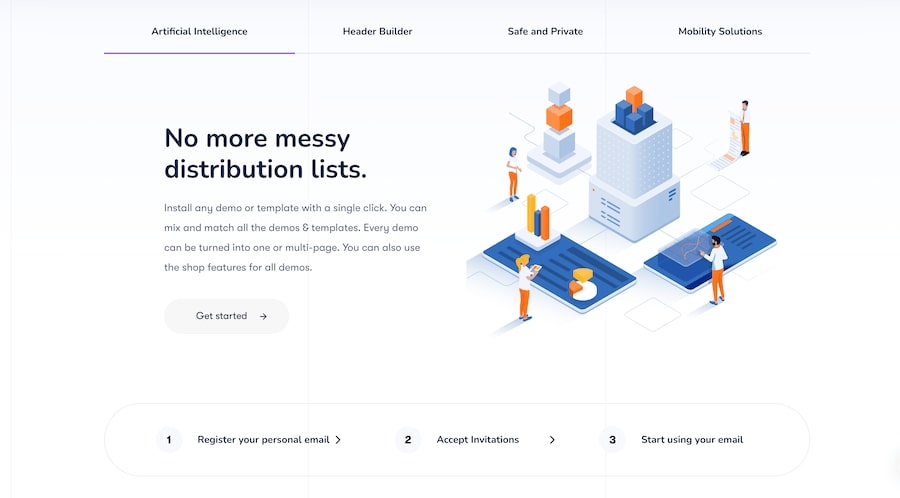 Artificial Intelligence
Header Builder
Safe and Private
Mobility Solutions
No more messy
distribution lists.
Install any demo or template with a single click. You can
mix and match all the demos & templates. Every demo
can be turned into one or multi-page. You can also use
the shop features for all demos.
Get started
1 Register your personal email
2 Accept Invitations
3 Start using your email